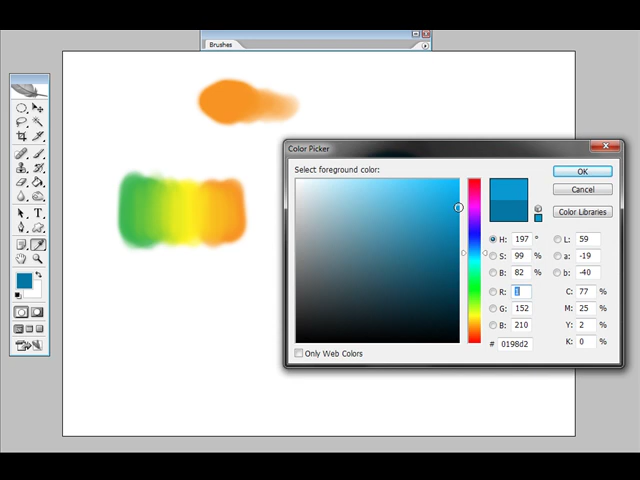 Brushes
Color Picker
Select foreground color:
OK
Cancel
Color Libraries
H: 197 °
L: 59
S: 99 %
a: -19
B: 82 %
b: -40
R: 1
C: 77 %
G: 152
M: 25 %
B: 210
Y: 2 %
# 0198d2
K: 0 %
Only Web Colors
T